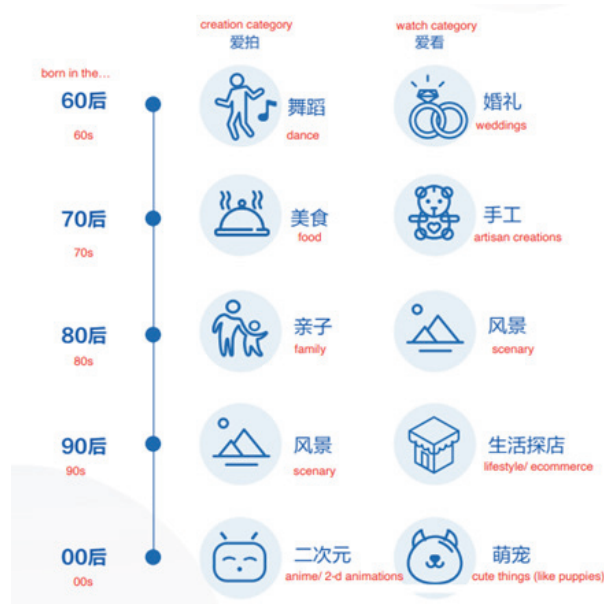 creation category
爱拍
watch category
爱看
born in the...
60后
60s
舞蹈
dance
婚礼
weddings
70后
70s
美食
food
手工
artisan creations
80后
80s
亲子
family
风景
scenary
90后
90s
风景
scenary
生活探店
lifestyle/ ecommerce
00后
00s
二次元
anime/ 2-d animations
萌宠
cute things (like puppies)